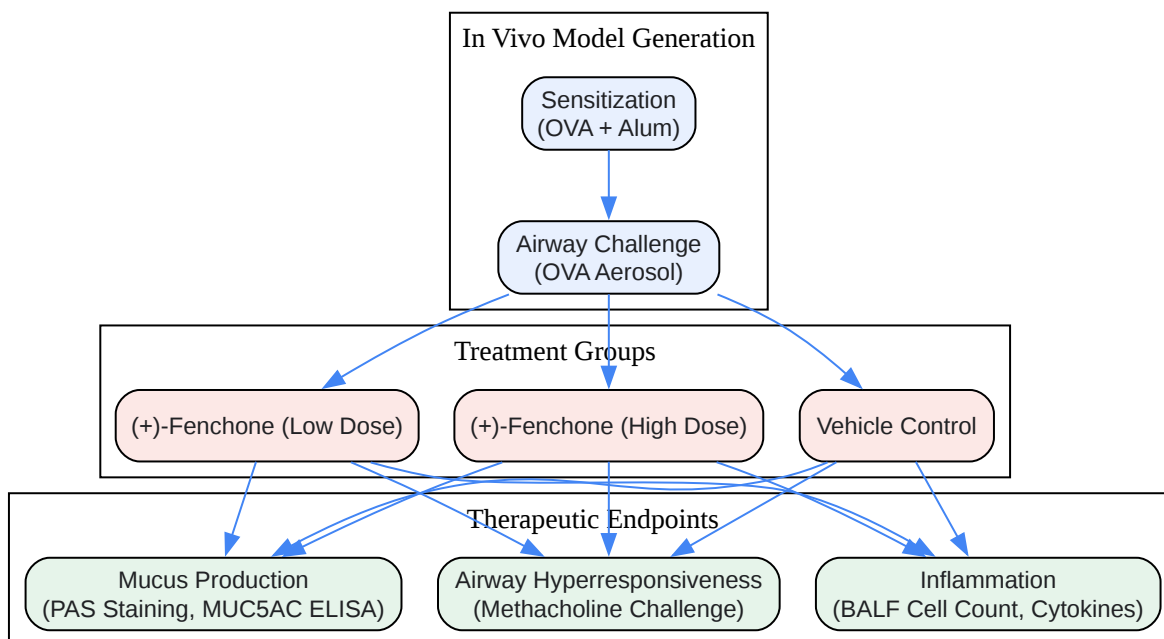 In Vivo Model Generation
Sensitization
(OVA + Alum)
Airway Challenge
(OVA Aerosol)
Treatment Groups
(+)-Fenchone (Low Dose)
(+)-Fenchone (High Dose)
Vehicle Control
Therapeutic Endpoints
Mucus Production
(PAS Staining, MUC5AC ELISA)
Airway Hyperresponsiveness
(Methacholine Challenge)
Inflammation
(BALF Cell Count, Cytokines)